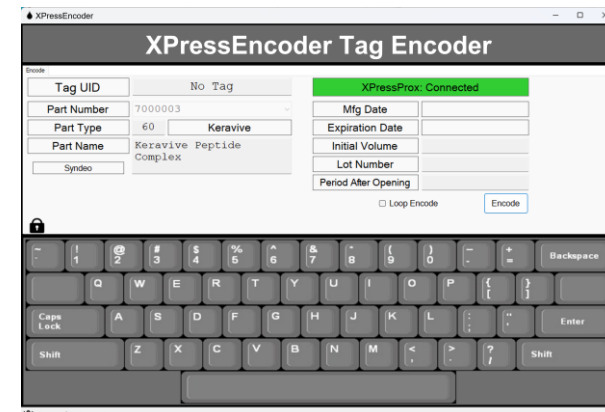 XPressEncoder
XPressEncoder Tag Encoder
Encode
Tag UID No Tag XPressProx: Connected
Part Number 7000003 Mfg Date
Part Type 60 Keravive Expiration Date
Part Name Keravive Peptide Complex Initial Volume
Syndeo Lot Number
Period After Opening
Loop Encode Encode
~ ` ! 1 @ 2 # 3 $ 4 % 5 ^ 6 & 7 * 8 ( 9 ) 0 _ - + = Backspace
Q W E R T Y U I O P { [ } ]
Caps Lock A S D F G H J K L : ; " ' Enter
Shift Z X C V B N M < , > . ? / Shift